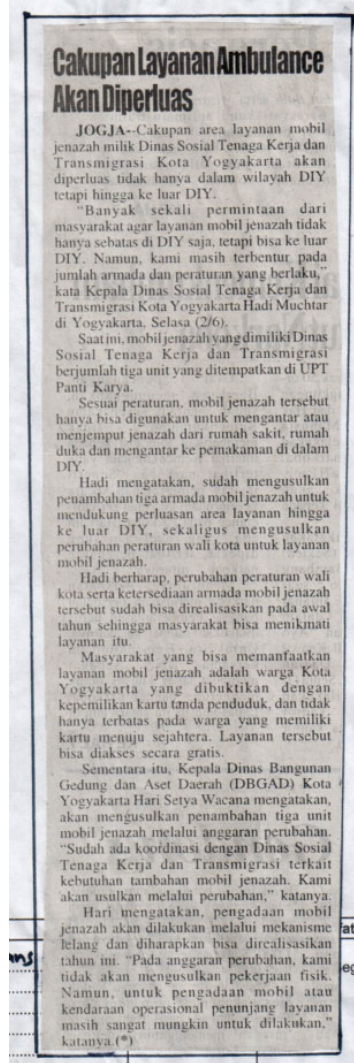 Cakupan Layanan Ambulance
Akan Diperluas
JOGJA--Cakupan area layanan mobil
jenazah milik Dinas Sosial Tenaga Kerja dan
Transmigrasi Kota Yogyakarta akan
diperluas tidak hanya dalam wilayah DIY
tetapi hingga ke luar DIY.
"Banyak sekali permintaan dari
masyarakat agar layanan mobil jenazah tidak
hanya sebatas di DIY saja, tetapi bisa ke luar
DIY. Namun, kami masih terbentur pada
jumlah armada dan peraturan yang berlaku,"
kata Kepala Dinas Sosial Tenaga Kerja dan
Transmigrasi Kota Yogyakarta Hadi Muchtar
di Yogyakarta, Selasa (2/6).
Saat ini, mobil jenazah yang dimiliki Dinas
Sosial Tenaga Kerja dan Transmigrasi
berjumlah tiga unit yang ditempatkan di UPT
Panti Karya.
Sesuai peraturan, mobil jenazah tersebut
hanya bisa digunakan untuk mengantar atau
menjemput jenazah dari rumah sakit, rumah
duka dan mengantar ke pemakaman di dalam
DIY.
Hadi mengatakan, sudah mengusulkan
penambahan tiga armada mobil jenazah untuk
mendukung perluasan area layanan hingga
ke luar DIY, sekaligus mengusulkan
perubahan peraturan wali kota untuk layanan
mobil jenazah.
Hadi berharap, perubahan peraturan wali
kota serta ketersediaan armada mobil jenazah
tersebut sudah bisa direalisasikan pada awal
tahun sehingga masyarakat bisa menikmati
layanan itu.
Masyarakat yang bisa memanfaatkan
layanan mobil jenazah adalah warga Kota
Yogyakarta yang dibuktikan dengan
kepemilikan kartu tanda penduduk, dan tidak
hanya terbatas pada warga yang memiliki
kartu menuju sejahtera. Layanan tersebut
bisa diakses secara gratis.
Sementara itu, Kepala Dinas Bangunan
Gedung dan Aset Daerah (DBGAD) Kota
Yogyakarta Hari Setya Wacana mengatakan,
akan mengusulkan penambahan tiga unit
mobil jenazah melalui anggaran perubahan.
"Sudah ada koordinasi dengan Dinas Sosial
Tenaga Kerja dan Transmigrasi terkait
kebutuhan tambahan mobil jenazah. Kami
akan usulkan melalui perubahan," katanya.
Hari mengatakan, pengadaan mobil
jenazah akan dilakukan melalui mekanisme
lelang dan diharapkan bisa direalisasikan
tahun ini. "Pada anggaran perubahan, kami
tidak akan mengusulkan pekerjaan fisik.
Namun, untuk pengadaan mobil atau
kendaraan operasional penunjang layanan
masih sangat mungkin untuk dilakukan,"
katanya.(*)